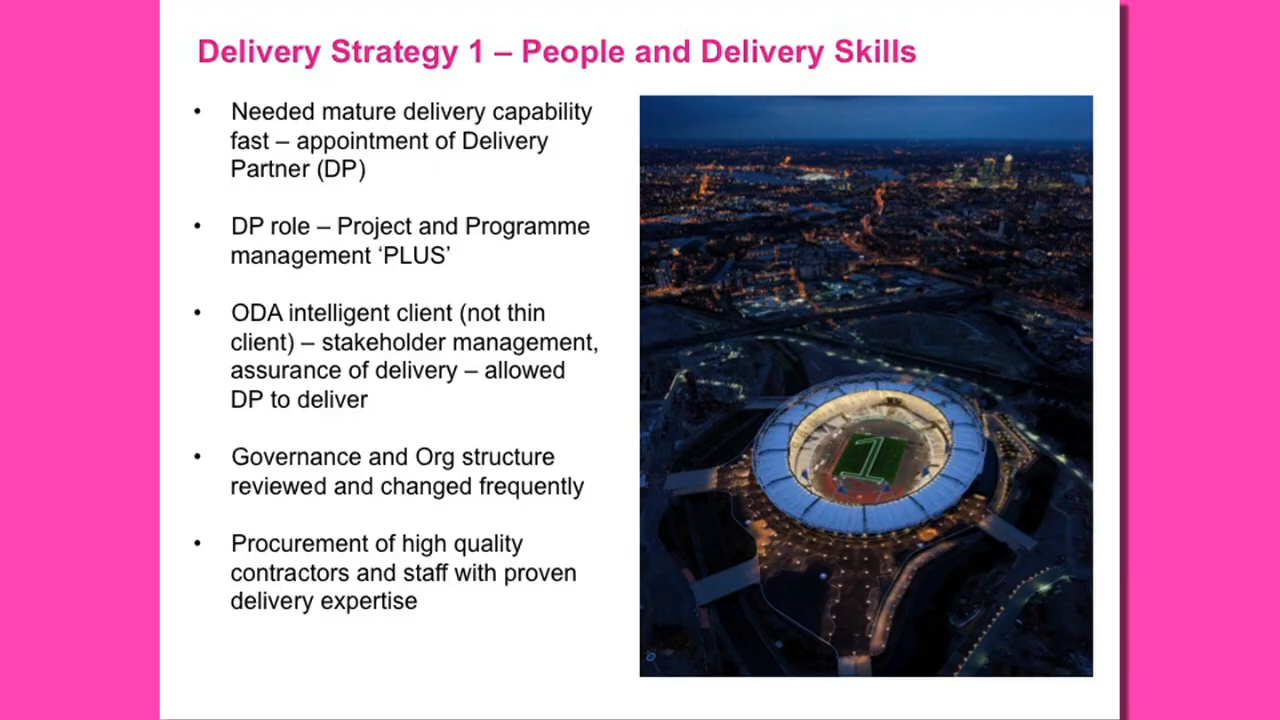 Delivery Strategy 1 – People and Delivery Skills
• Needed mature delivery capability
fast – appointment of Delivery
Partner (DP)
• DP role – Project and Programme
management ‘PLUS’
• ODA intelligent client (not thin
client) – stakeholder management,
assurance of delivery – allowed
DP to deliver
• Governance and Org structure
reviewed and changed frequently
• Procurement of high quality
contractors and staff with proven
delivery expertise
1